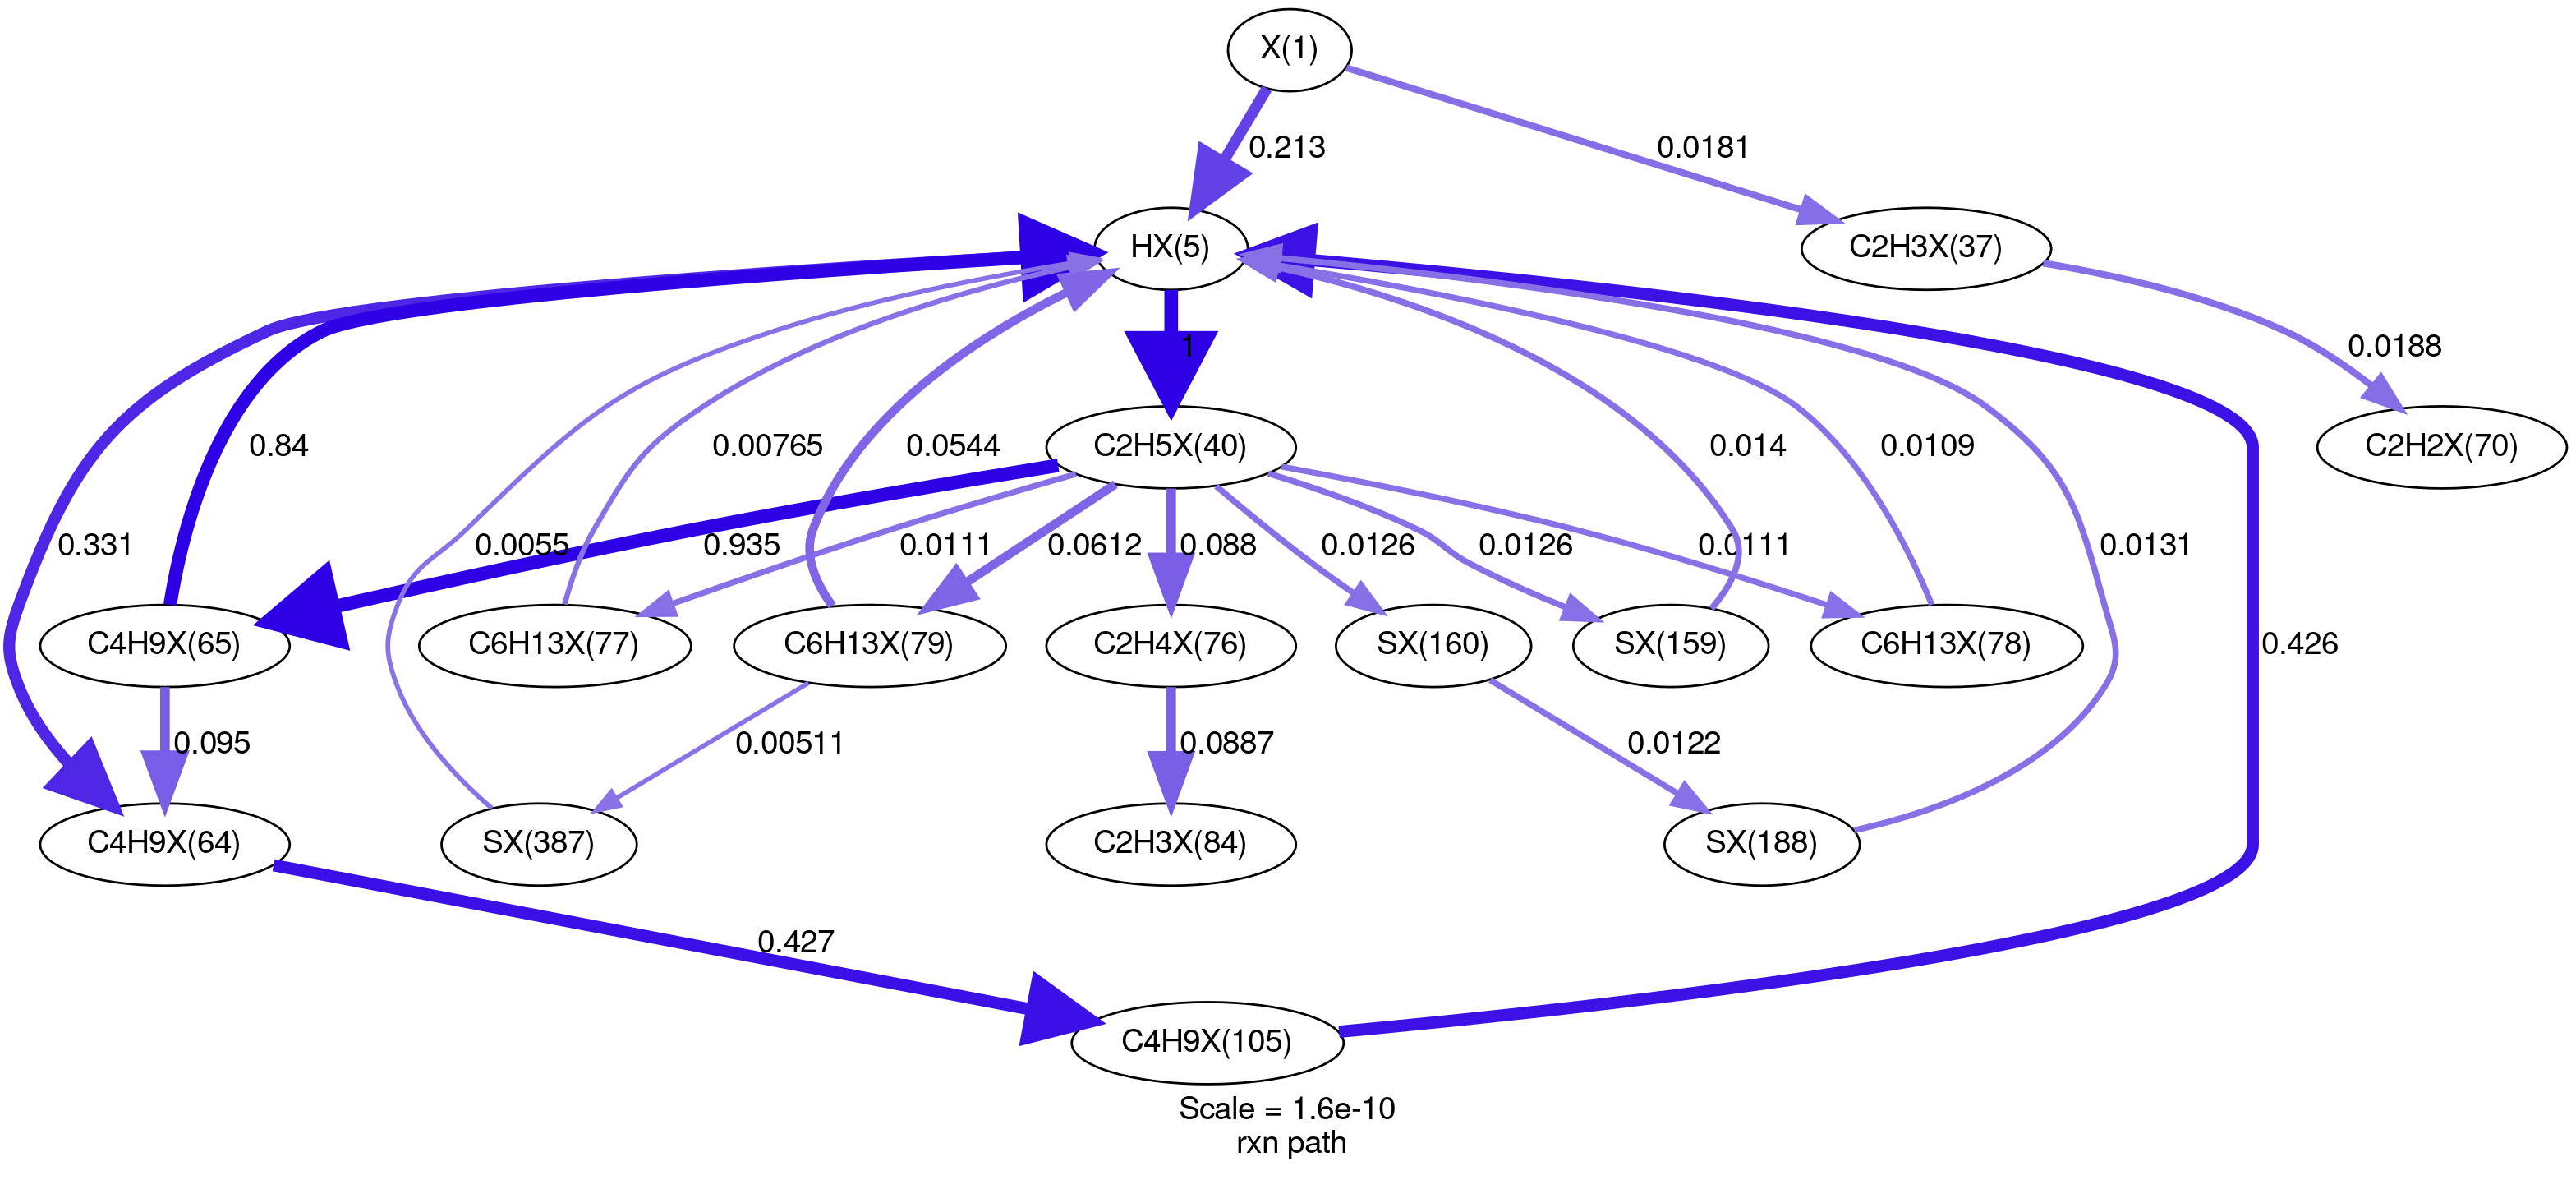 X(1)
0.213
0.0181
HX(5)
C2H3X(37)
1
0.0188
0.84
0.00765
0.0544
C2H5X(40)
0.014
0.0109
C2H2X(70)
0.331
0.0055
0.935
0.0111
0.0612
0.088
0.0126
0.0126
0.0111
0.0131
C4H9X(65)
C6H13X(77)
C6H13X(79)
C2H4X(76)
SX(160)
SX(159)
C6H13X(78)
0.426
0.095
0.00511
0.0887
0.0122
C4H9X(64)
SX(387)
C2H3X(84)
SX(188)
0.427
C4H9X(105)
Scale = 1.6e-10
rxn path